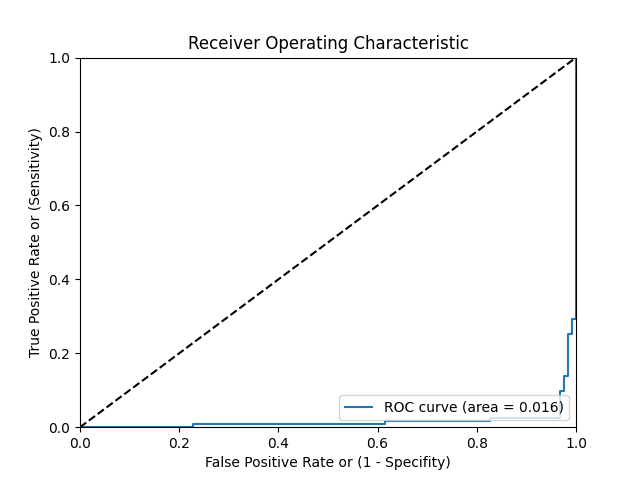 Receiver Operating Characteristic
1.0
0.8
0.6
0.4
0.2
0.0
True Positive Rate or (Sensitivity)
ROC curve (area = 0.016)
0.0 0.2 0.4 0.6 0.8 1.0
False Positive Rate or (1 - Specifity)